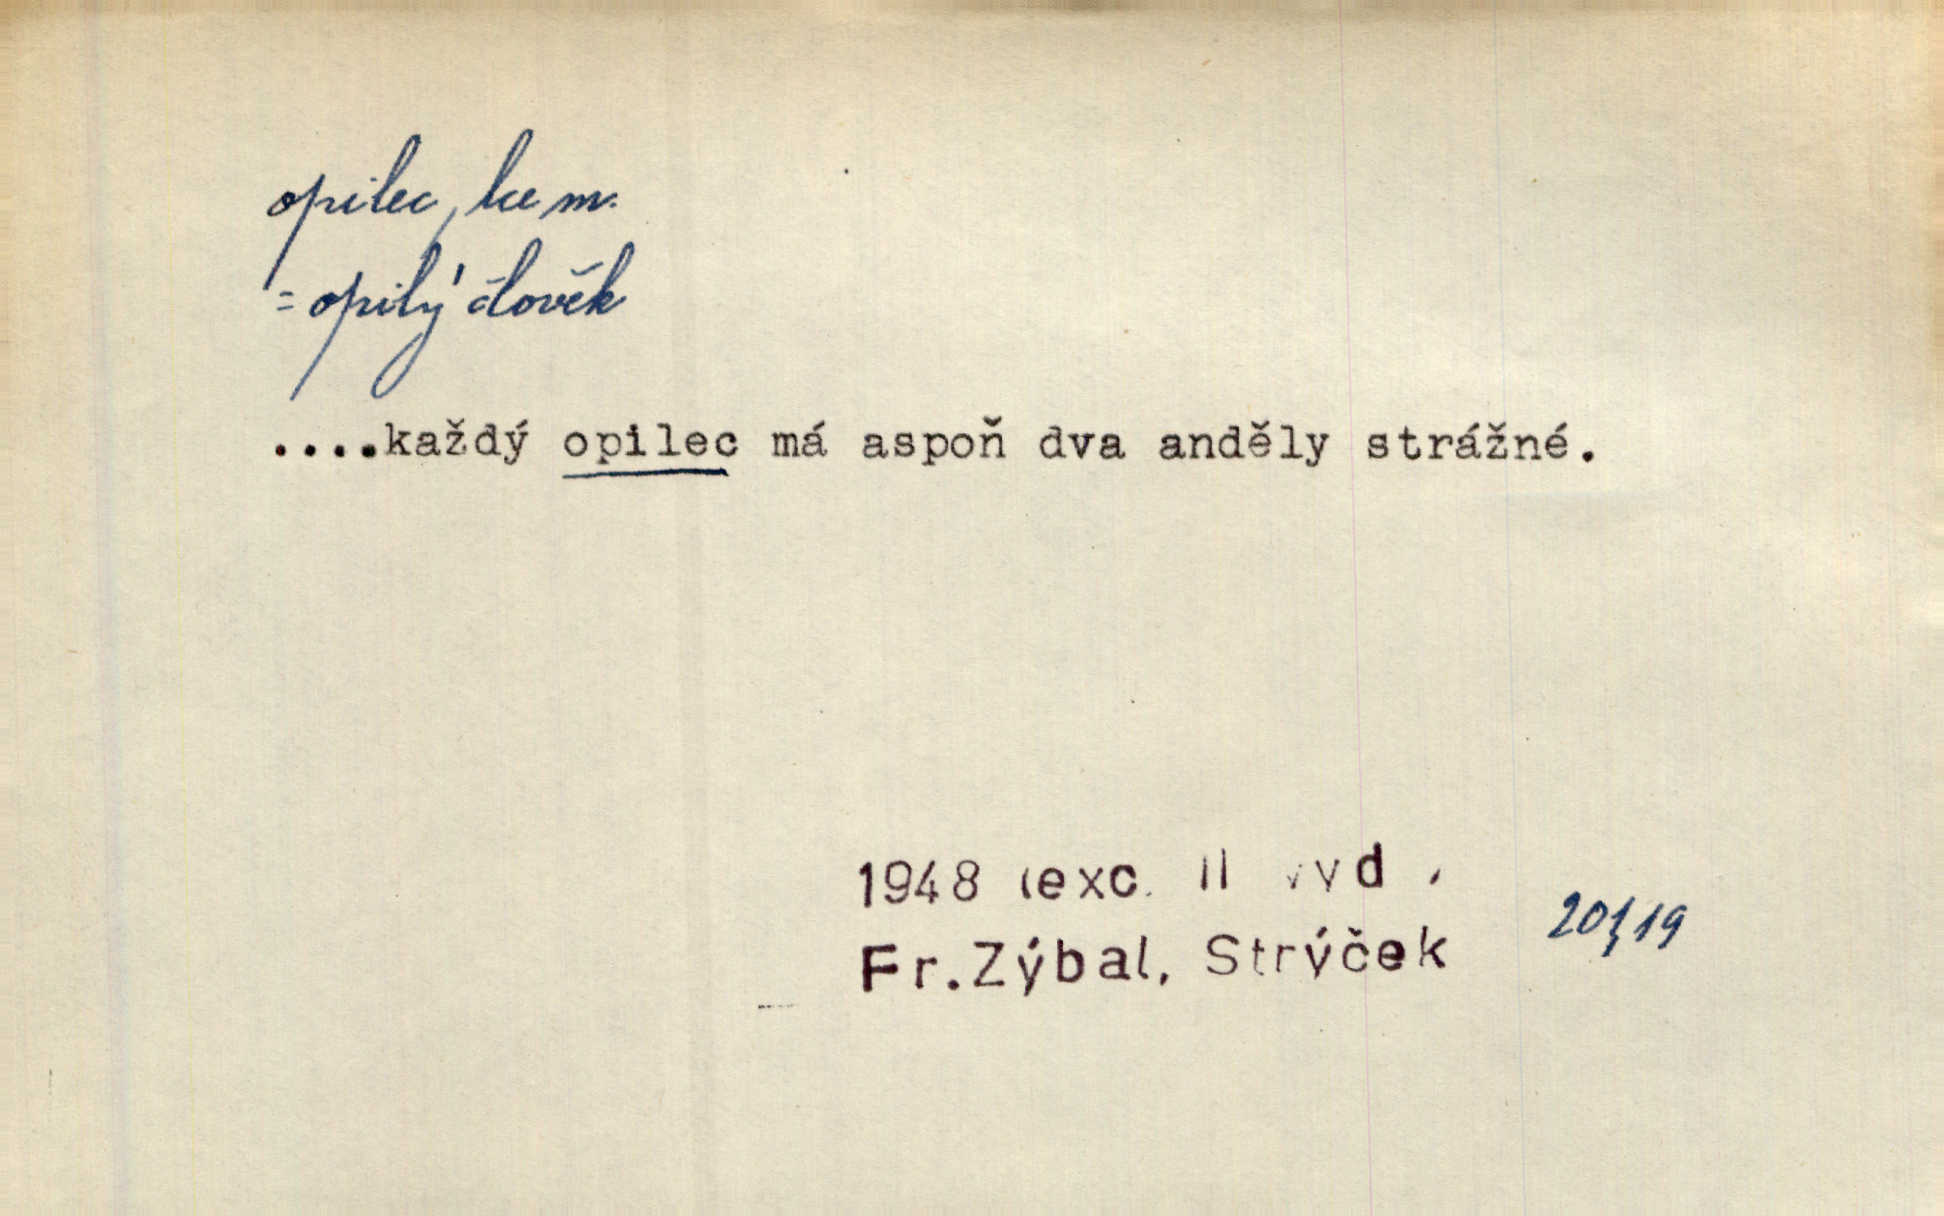 opilec, lce m.
= opilý člověk
....každý opilec má aspoň dva anděly strážné.
1948 (exc. II vyd.
Fr.Zýbal, Strýček
20/19